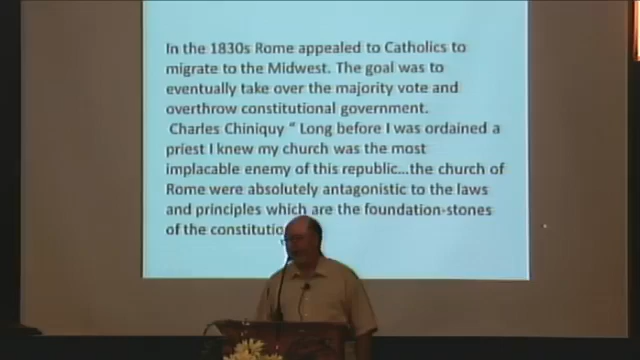 In the 1830s Rome appealed to Catholics to
migrate to the Midwest. The goal was to
eventually take over the majority vote and
overthrow constitutional government.
Charles Chiniquy " Long before I was ordained a
priest I knew my church was the most
implacable enemy of this republic...the church of
Rome were absolutely antagonistic to the laws
and principles which are the foundation-stones
of the